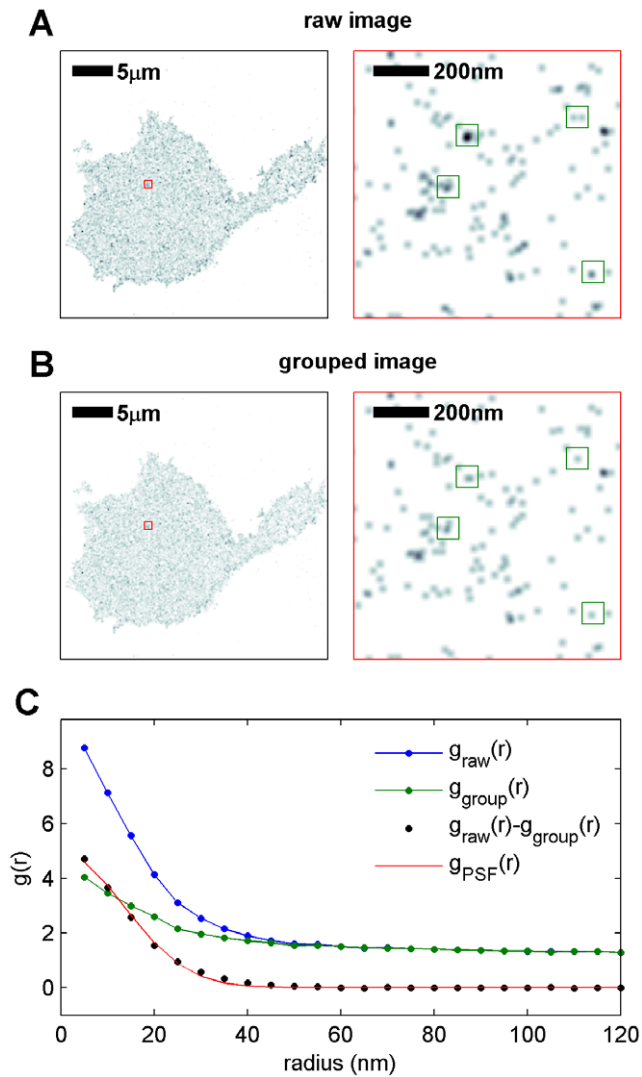 A
raw image
5μm
200nm
B
grouped image
5μm
200nm
C
g_raw(r)
g_group(r)
g_raw(r)-g_group(r)
g_PSF(r)
8
6
4
2
0
g(r)
0 20 40 60 80 100 120
radius (nm)